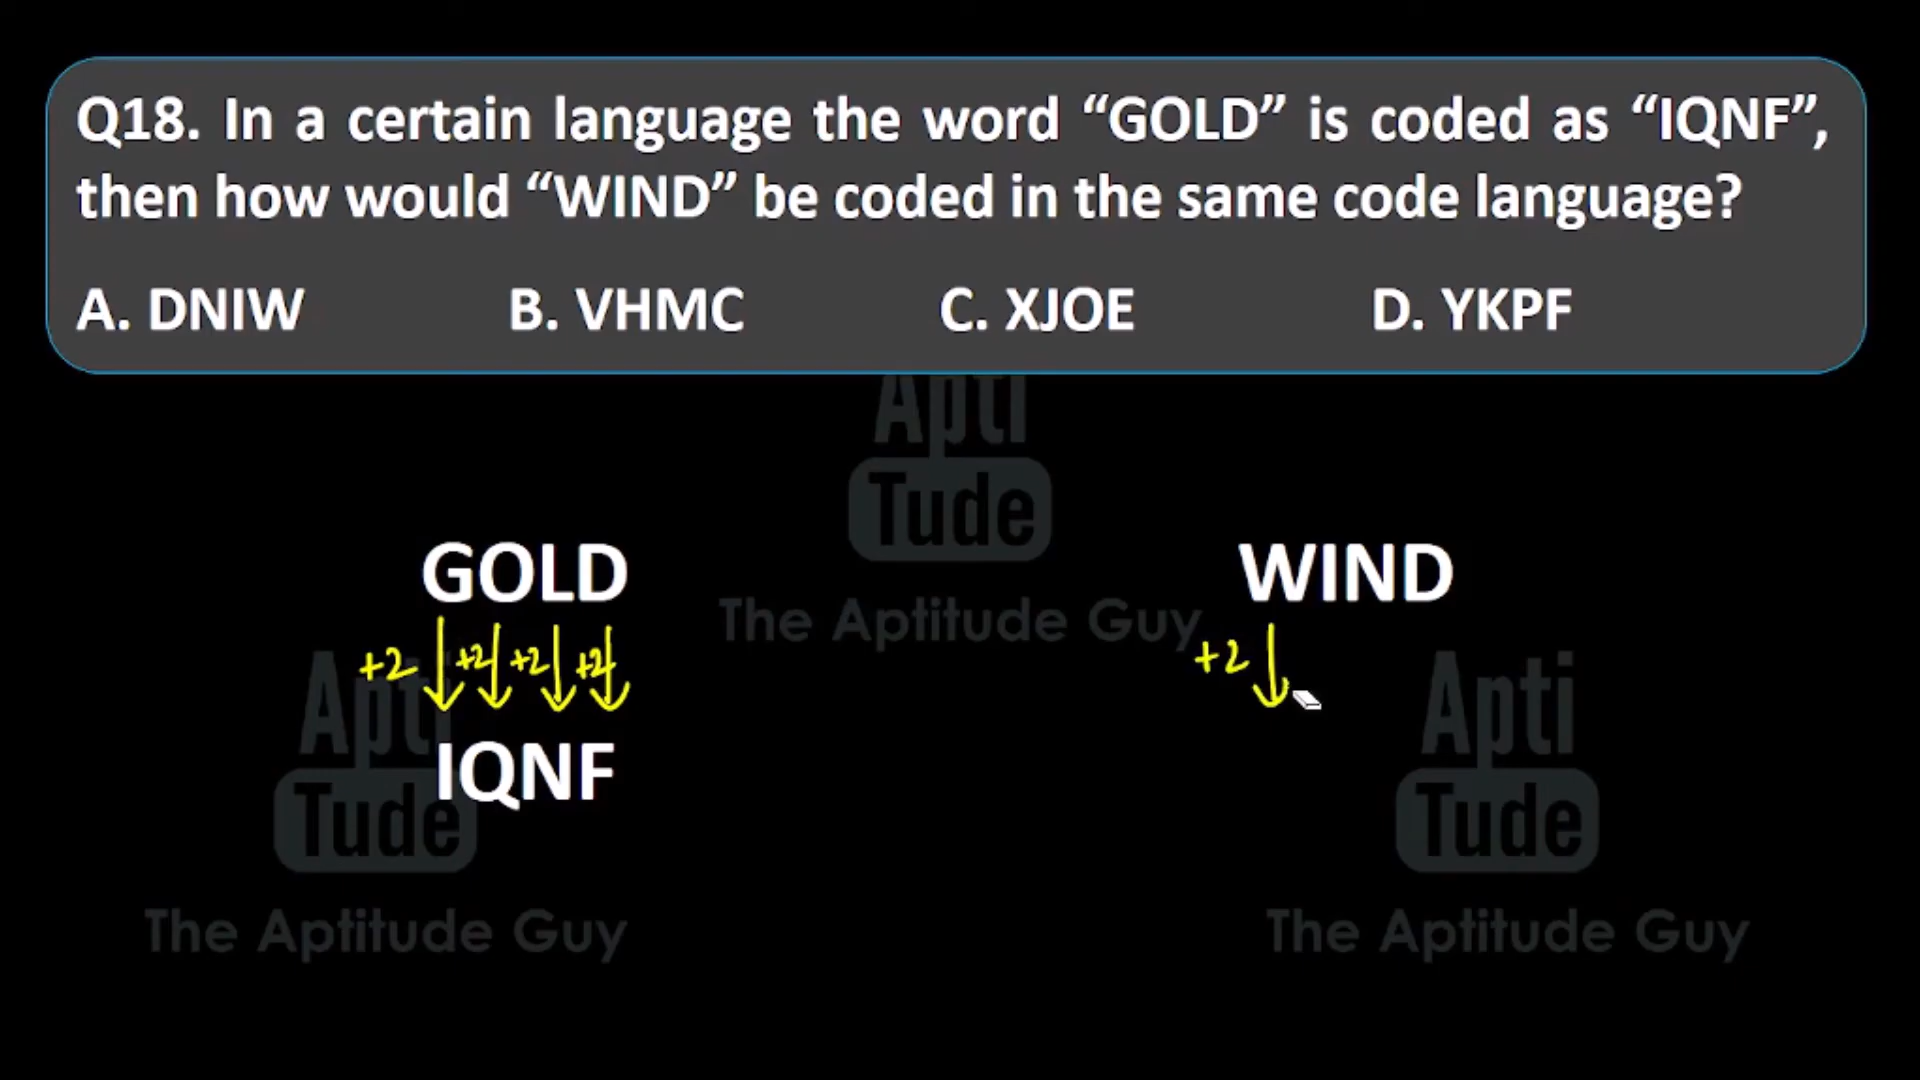 Q18. In a certain language the word “GOLD” is coded as “IQNF”,
then how would “WIND” be coded in the same code language?
A. DNIW B. VHMC C. XJOE D. YKPF
Apti
Tude
The Aptitude Guy
GOLD
WIND
+2 +2 +2 +2
+2
IQNF
Apti
Tude
The Aptitude Guy
Apti
Tude
The Aptitude Guy